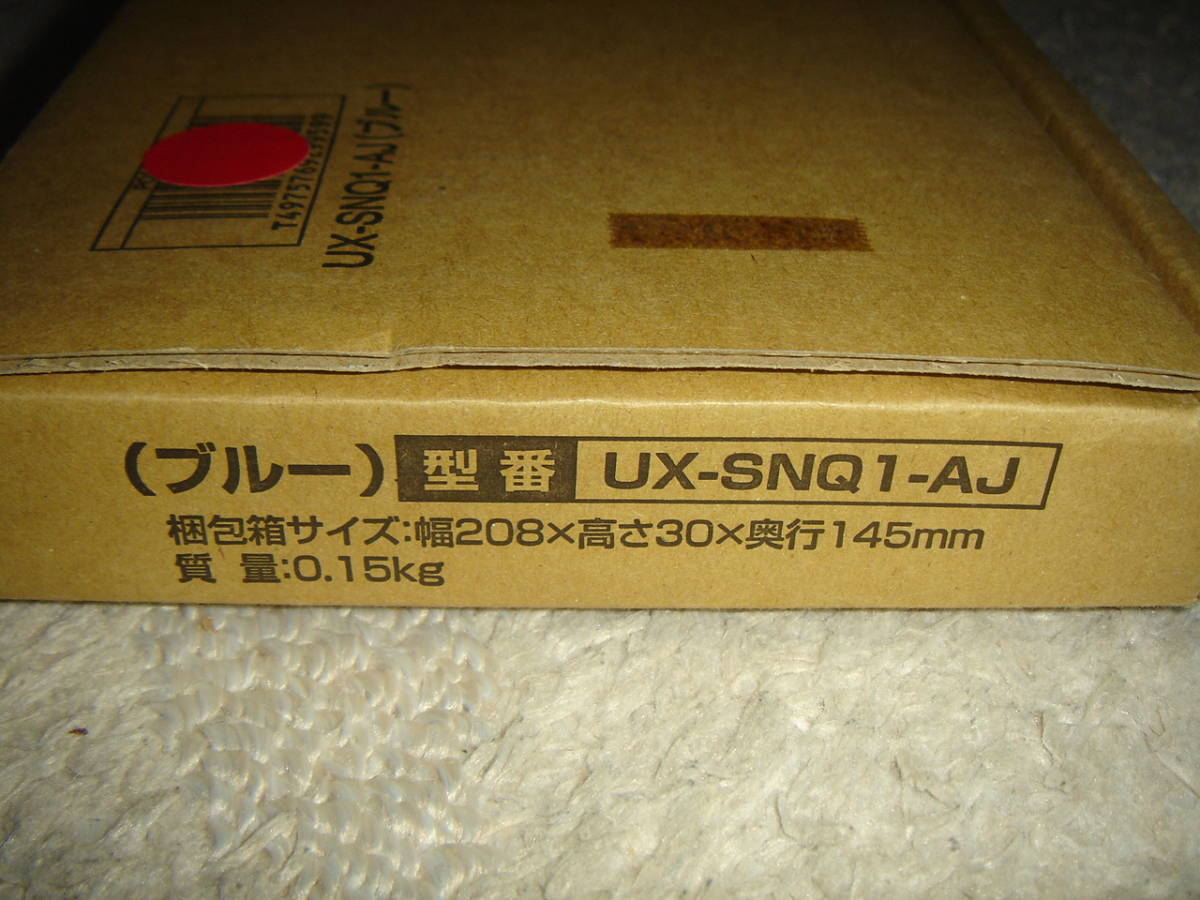 T4975769299599
UX-SNQ1-AJ(ブルー)
(ブルー) 型番 UX-SNQ1-AJ
梱包箱サイズ:幅208×高さ30×奥行145mm
質 量:0.15kg